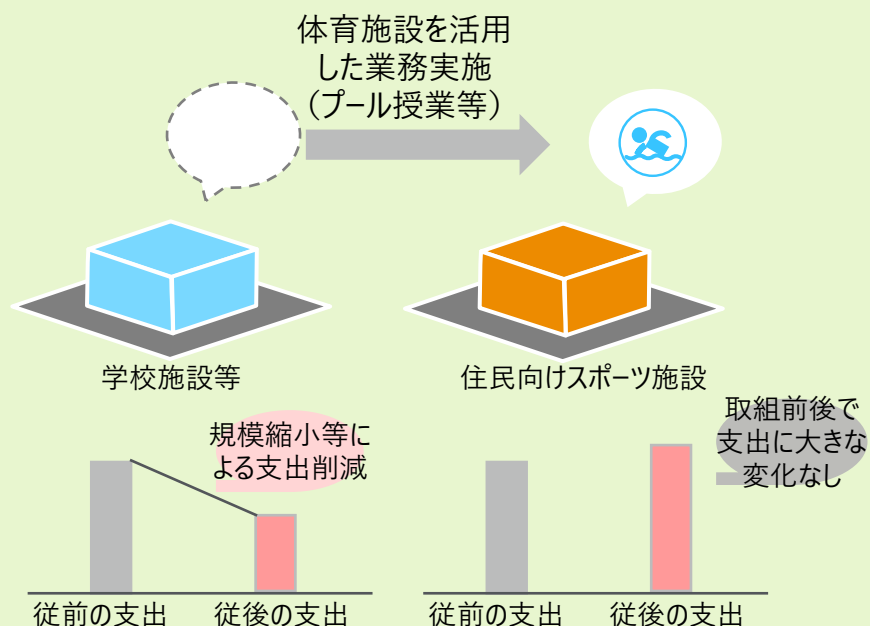 体育施設を活用
した業務実施
（プール授業等）
学校施設等
住民向けスポーツ施設
規模縮小等に
よる支出削減
取組前後で
支出に大きな
変化なし
従前の支出
従後の支出
従前の支出
従後の支出